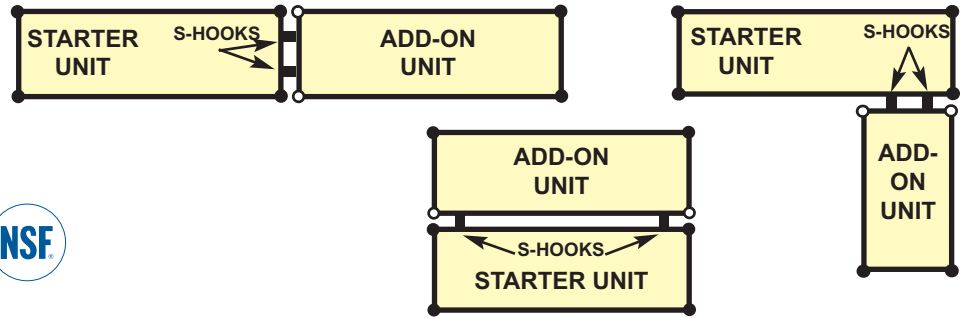 STARTER
UNIT
S-HOOKS
ADD-ON
UNIT
STARTER
UNIT
S-HOOKS
ADD-
ON
UNIT
ADD-ON
UNIT
S-HOOKS
STARTER UNIT
NSF®